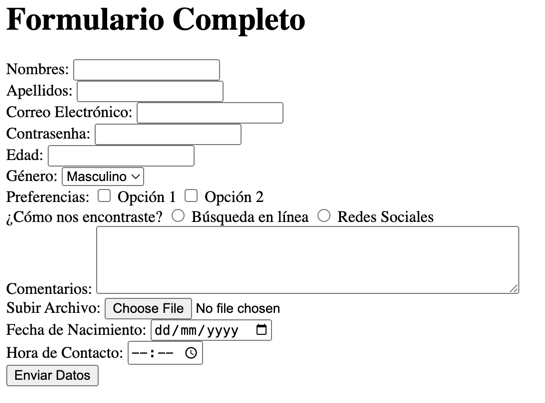 Formulario Completo
Nombres:
Apellidos:
Correo Electrónico:
Contrasenha:
Edad:
Género: Masculino
Preferencias: Opción 1 Opción 2
¿Cómo nos encontraste? Búsqueda en línea Redes Sociales
Comentarios:
Subir Archivo: Choose File No file chosen
Fecha de Nacimiento: dd/mm/yyyy
Hora de Contacto: --:--
Enviar Datos